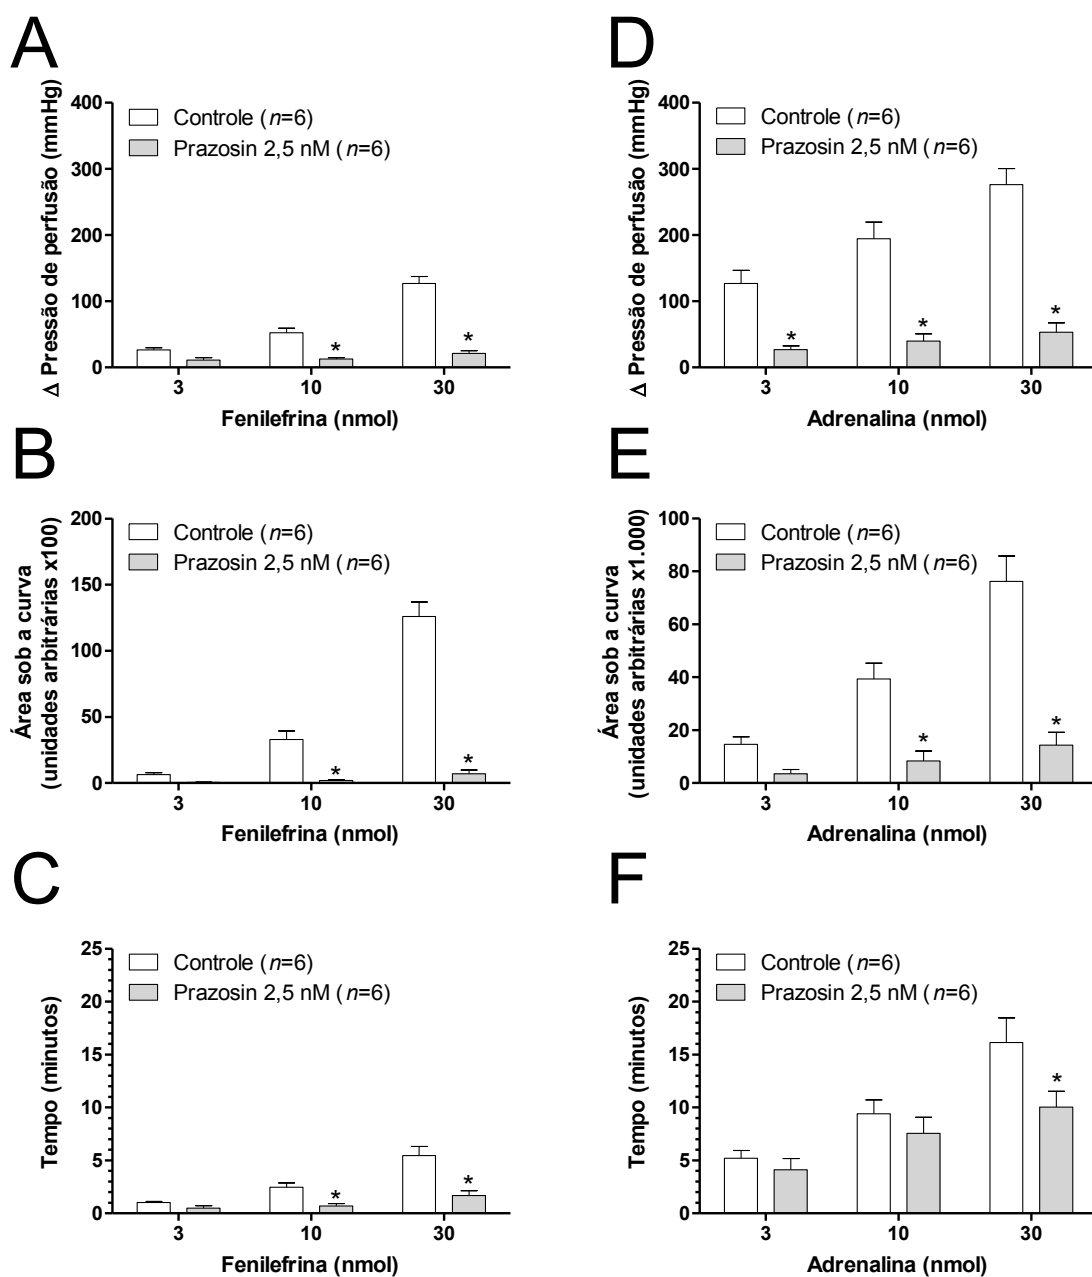 A
Δ Pressão de perfusão (mmHg)
400
300
200
100
0
Controle (n=6)
Prazosin 2,5 nM (n=6)
*
*
3
10
30
Fenilefrina (nmol)
D
Δ Pressão de perfusão (mmHg)
400
300
200
100
0
Controle (n=6)
Prazosin 2,5 nM (n=6)
*
*
*
3
10
30
Adrenalina (nmol)
B
Área sob a curva
(unidades arbitrárias x100)
200
150
100
50
0
Controle (n=6)
Prazosin 2,5 nM (n=6)
*
*
3
10
30
Fenilefrina (nmol)
E
Área sob a curva
(unidades arbitrárias x1.000)
100
80
60
40
20
0
Controle (n=6)
Prazosin 2,5 nM (n=6)
*
*
3
10
30
Adrenalina (nmol)
C
Tempo (minutos)
25
20
15
10
5
0
Controle (n=6)
Prazosin 2,5 nM (n=6)
*
*
3
10
30
Fenilefrina (nmol)
F
Tempo (minutos)
25
20
15
10
5
0
Controle (n=6)
Prazosin 2,5 nM (n=6)
*
3
10
30
Adrenalina (nmol)